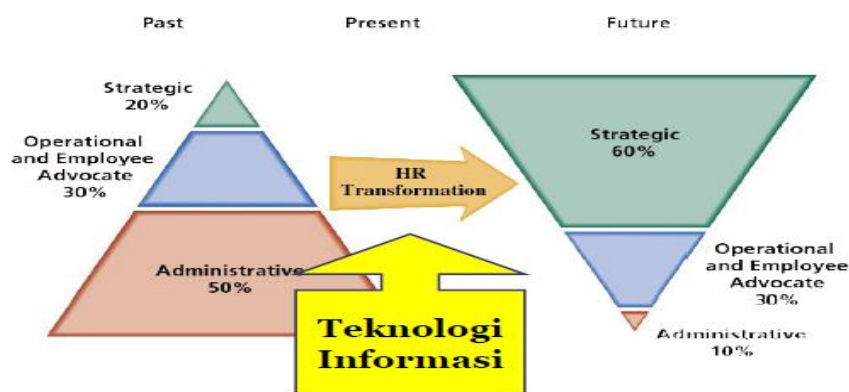 Past
Present
Future
Strategic
20%
Operational
and Employee
Advocate
30%
Administrative
50%
HR
Transformation
Teknologi
Informasi
Strategic
60%
Operational
and Employee
Advocate
30%
Administrative
10%